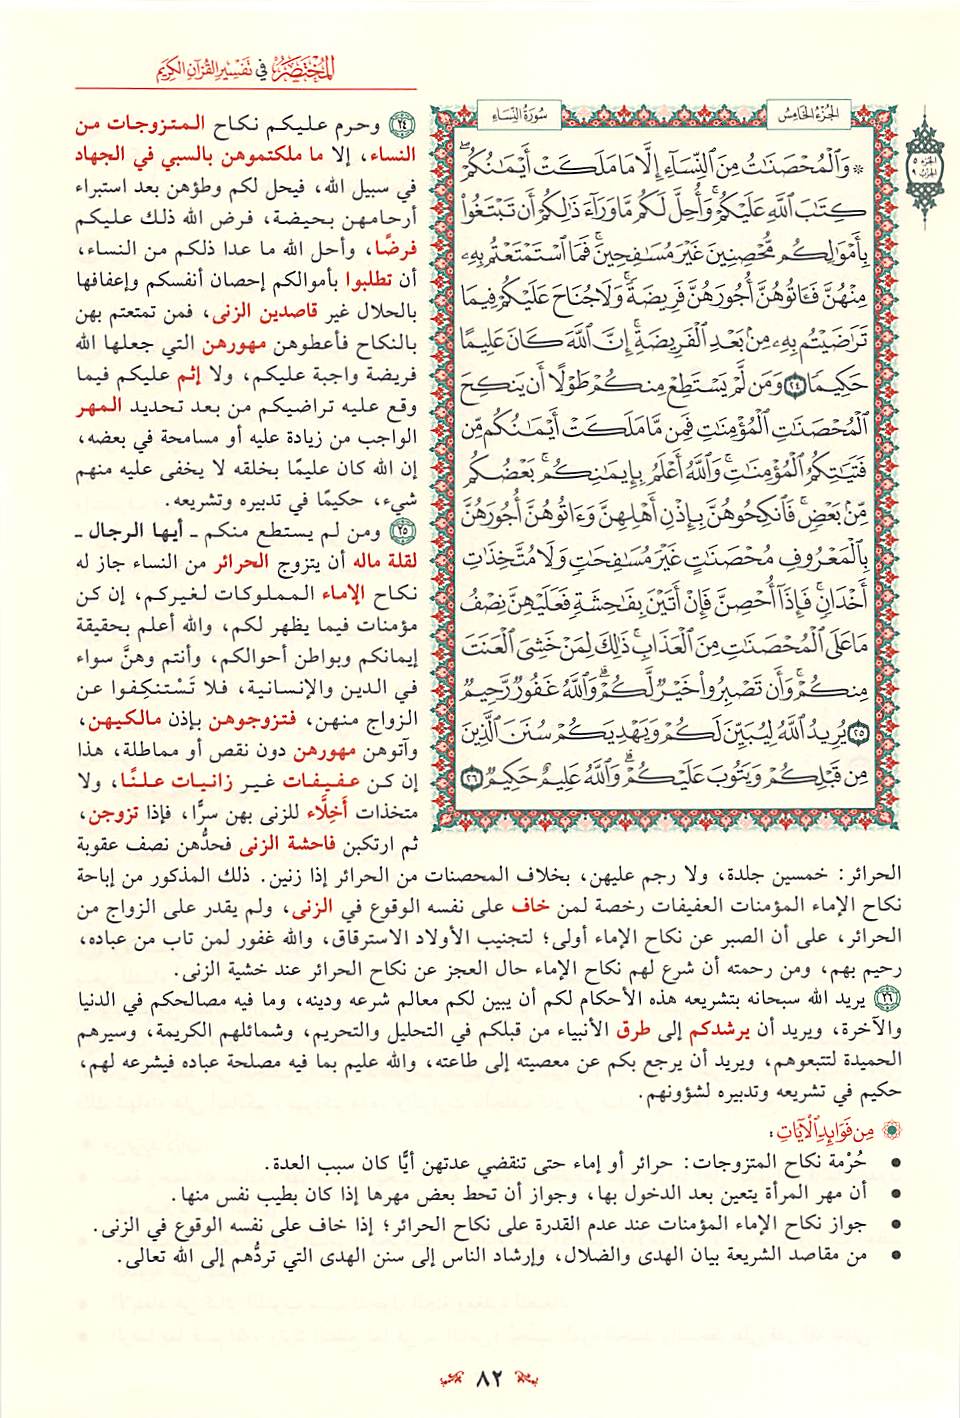 المختصر في تفسير القرآن الكريم
الجزء الخامس
سورة النساء
الجزء ٥
الحزب ٩
۞ وَٱلْمُحْصَنَٰتُ مِنَ ٱلنِّسَآءِ إِلَّا مَا مَلَكَتْ أَيْمَٰنُكُمْۖ
كِتَٰبَ ٱللَّهِ عَلَيْكُمْۚ وَأُحِلَّ لَكُم مَّا وَرَآءَ ذَٰلِكُمْ أَن تَبْتَغُوا۟
بِأَمْوَٰلِكُم مُّحْصِنِينَ غَيْرَ مُسَٰفِحِينَۚ فَمَا ٱسْتَمْتَعْتُم بِهِۦ
مِنْهُنَّ فَـَٔاتُوهُنَّ أُجُورَهُنَّ فَرِيضَةًۚ وَلَا جُنَاحَ عَلَيْكُمْ فِيمَا
تَرَٰضَيْتُم بِهِۦ مِنۢ بَعْدِ ٱلْفَرِيضَةِۚ إِنَّ ٱللَّهَ كَانَ عَلِيمًا
حَكِيمًا ٢٤ وَمَن لَّمْ يَسْتَطِعْ مِنكُمْ طَوْلًا أَن يَنكِحَ
ٱلْمُحْصَنَٰتِ ٱلْمُؤْمِنَٰتِ فَمِن مَّا مَلَكَتْ أَيْمَٰنُكُم مِّن
فَتَيَٰتِكُمُ ٱلْمُؤْمِنَٰتِۚ وَٱللَّهُ أَعْلَمُ بِإِيمَٰنِكُمۚ بَعْضُكُم
مِّنۢ بَعْضٍۚ فَٱنكِحُوهُنَّ بِإِذْنِ أَهْلِهِنَّ وَءَاتُوهُنَّ أُجُورَهُنَّ
بِٱلْمَعْرُوفِ مُحْصَنَٰتٍ غَيْرَ مُسَٰفِحَٰتٍ وَلَا مُتَّخِذَٰتِ
أَخْدَانٍۚ فَإِذَآ أُحْصِنَّ فَإِنْ أَتَيْنَ بِفَٰحِشَةٍ فَعَلَيْهِنَّ نِصْفُ
مَا عَلَى ٱلْمُحْصَنَٰتِ مِنَ ٱلْعَذَابِۚ ذَٰلِكَ لِمَنْ خَشِىَ ٱلْعَنَتَ
مِنكُمْۚ وَأَن تَصْبِرُوا۟ خَيْرٌ لَّكُمْۗ وَٱللَّهُ غَفُورٌ رَّحِيمٌ
٢٥ يُرِيدُ ٱللَّهُ لِيُبَيِّنَ لَكُمْ وَيَهْدِيَكُمْ سُنَنَ ٱلَّذِينَ
مِن قَبْلِكُمْ وَيَتُوبَ عَلَيْكُمْۗ وَٱللَّهُ عَلِيمٌ حَكِيمٌ ٢٦
٢٤ وحرم عليكم نكاح المتزوجات من
النساء، إلا ما ملكتموهن بالسبي في الجهاد
في سبيل الله، فيحل لكم وطؤهن بعد استبراء
أرحامهن بحيضة، فرض الله ذلك عليكم
فرضًا، وأحل الله ما عدا ذلكم من النساء،
أن تطلبوا بأموالكم إحصان أنفسكم وإعفافها
بالحلال غير قاصدين الزنى، فمن تمتعتم بهن
بالنكاح فأعطوهن مهورهن التي جعلها الله
فريضة واجبة عليكم، ولا إثم عليكم فيما
وقع عليه تراضيكم من بعد تحديد المهر
الواجب من زيادة عليه أو مسامحة في بعضه،
إن الله كان عليمًا بخلقه لا يخفى عليه منهم
شيء، حكيمًا في تدبيره وتشريعه.
٢٥ ومن لم يستطع منكم ـ أيها الرجال ـ
لقلة ماله أن يتزوج الحرائر من النساء جاز له
نكاح الإماء المملوكات لغيركم، إن كن
مؤمنات فيما يظهر لكم، والله أعلم بحقيقة
إيمانكم وبواطن أحوالكم، وأنتم وهنَّ سواء
في الدين والإنسانية، فلا تَسْتنكِفوا عن
الزواج منهن، فتزوجوهن بإذن مالكيهن،
وآتوهن مهورهن دون نقص أو مماطلة، هذا
إن كن عفيفات غير زانيات علنًا، ولا
متخذات أخِلَّاء للزنى بهن سرًّا، فإذا تزوجن،
ثم ارتكبن فاحشة الزنى فحدُّهن نصف عقوبة
الحرائر: خمسين جلدة، ولا رجم عليهن، بخلاف المحصنات من الحرائر إذا زنين. ذلك المذكور من إباحة
نكاح الإماء المؤمنات العفيفات رخصة لمن خاف على نفسه الوقوع في الزنى، ولم يقدر على الزواج من
الحرائر، على أن الصبر عن نكاح الإماء أولى؛ لتجنيب الأولاد الاسترقاق، والله غفور لمن تاب من عباده،
رحيم بهم، ومن رحمته أن شرع لهم نكاح الإماء حال العجز عن نكاح الحرائر عند خشية الزنى.
٢٦ يريد الله سبحانه بتشريعه هذه الأحكام لكم أن يبين لكم معالم شرعه ودينه، وما فيه مصالحكم في الدنيا
والآخرة، ويريد أن يرشدكم إلى طرق الأنبياء من قبلكم في التحليل والتحريم، وشمائلهم الكريمة، وسيرهم
الحميدة لتتبعوهم، ويريد أن يرجع بكم عن معصيته إلى طاعته، والله عليم بما فيه مصلحة عباده فيشرعه لهم،
حكيم في تشريعه وتدبيره لشؤونهم.
من فوائد الآيات:
• حُرْمة نكاح المتزوجات: حرائر أو إماء حتى تنقضي عدتهن أيًّا كان سبب العدة.
• أن مهر المرأة يتعين بعد الدخول بها، وجواز أن تحط بعض مهرها إذا كان بطيب نفس منها.
• جواز نكاح الإماء المؤمنات عند عدم القدرة على نكاح الحرائر؛ إذا خاف على نفسه الوقوع في الزنى.
• من مقاصد الشريعة بيان الهدى والضلال، وإرشاد الناس إلى سنن الهدى التي تردُّهم إلى الله تعالى.
٨٢